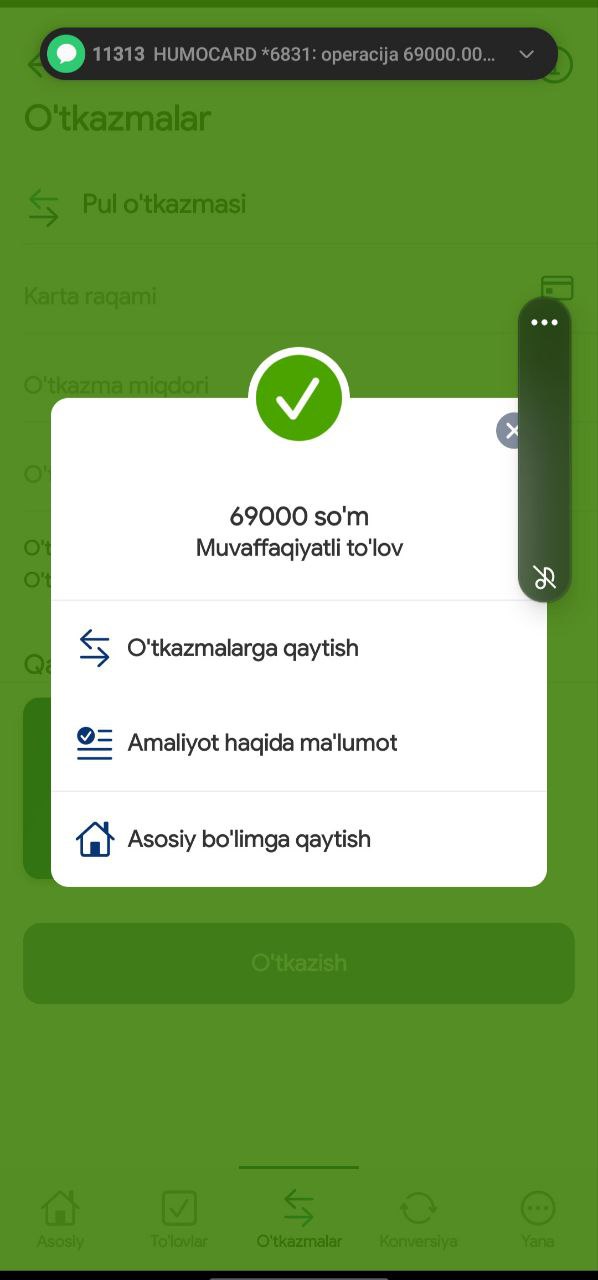 11313 HUMOCARD *6831: operacija 69000.00...
O'tkazmalar
Pul o'tkazmasi
Karta raqami
O'tkazma miqdori
69000 so'm
Muvaffaqiyatli to'lov
O'tkazmalarga qaytish
Amaliyot haqida ma'lumot
Asosiy bo'limga qaytish
O'tkazish
Asosiy To'lovlar O'tkazmalar Konversiya Yana